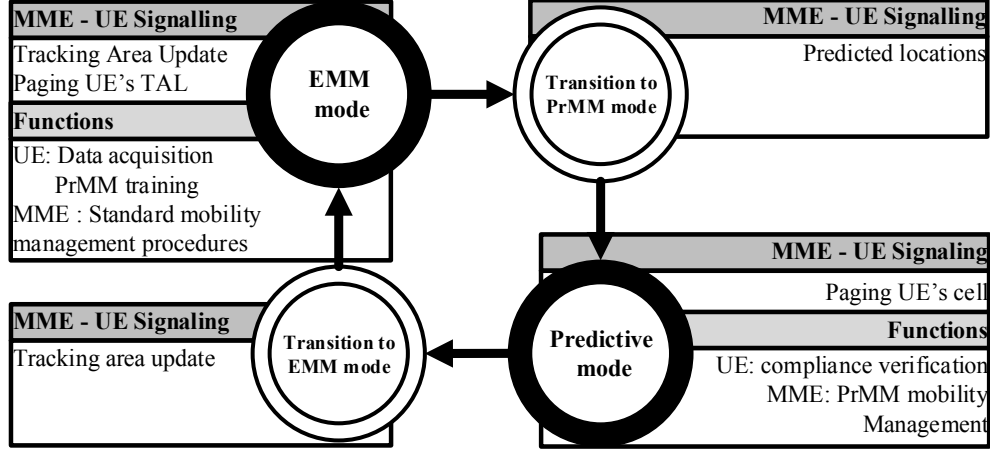 MME - UE Signalling
Tracking Area Update
Paging UE's TAL
Functions
UE: Data acquisition
PrMM training
MME : Standard mobility
management procedures
EMM
mode
Transition to
PrMM mode
MME - UE Signalling
Predicted locations
MME - UE Signaling
Tracking area update
Transition to
EMM mode
Predictive
mode
MME - UE Signaling
Paging UE's cell
Functions
UE: compliance verification
MME: PrMM mobility
Management